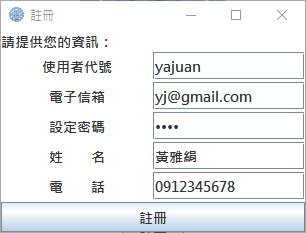 註冊
請提供您的資訊：
使用者代號 yajuan
電子信箱 yj@gmail.com
設定密碼 ••••
姓　　名 黃雅絹
電　　話 0912345678
註冊